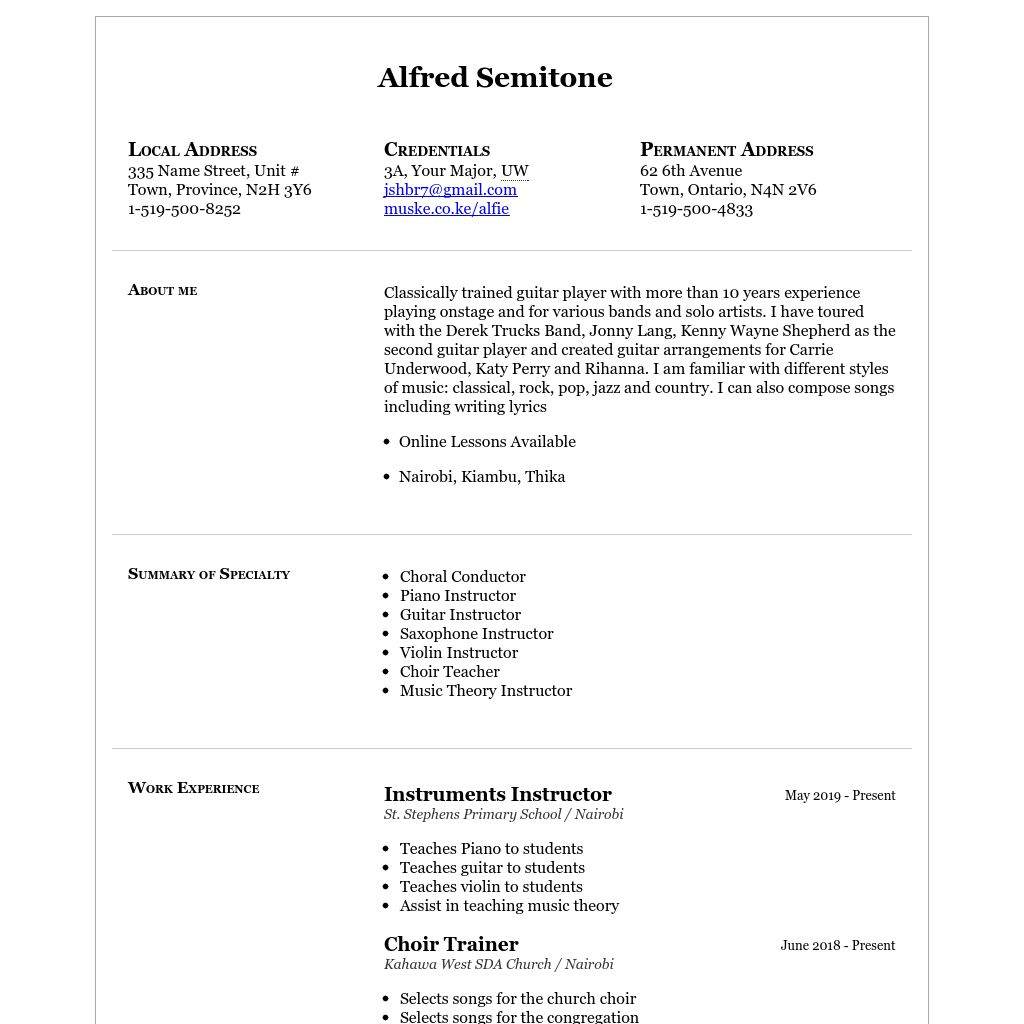 Alfred Semitone
Local Address
335 Name Street, Unit #
Town, Province, N2H 3Y6
1-519-500-8252
Credentials
3A, Your Major, UW
jshbr7@gmail.com
muske.co.ke/alfie
Permanent Address
62 6th Avenue
Town, Ontario, N4N 2V6
1-519-500-4833
About me
Classically trained guitar player with more than 10 years experience
playing onstage and for various bands and solo artists. I have toured
with the Derek Trucks Band, Jonny Lang, Kenny Wayne Shepherd as the
second guitar player and created guitar arrangements for Carrie
Underwood, Katy Perry and Rihanna. I am familiar with different styles
of music: classical, rock, pop, jazz and country. I can also compose songs
including writing lyrics
• Online Lessons Available
• Nairobi, Kiambu, Thika
Summary of Specialty
• Choral Conductor
• Piano Instructor
• Guitar Instructor
• Saxophone Instructor
• Violin Instructor
• Choir Teacher
• Music Theory Instructor
Work Experience
Instruments Instructor
May 2019 - Present
St. Stephens Primary School / Nairobi
• Teaches Piano to students
• Teaches guitar to students
• Teaches violin to students
• Assist in teaching music theory
Choir Trainer
June 2018 - Present
Kahawa West SDA Church / Nairobi
• Selects songs for the church choir
• Selects songs for the congregation